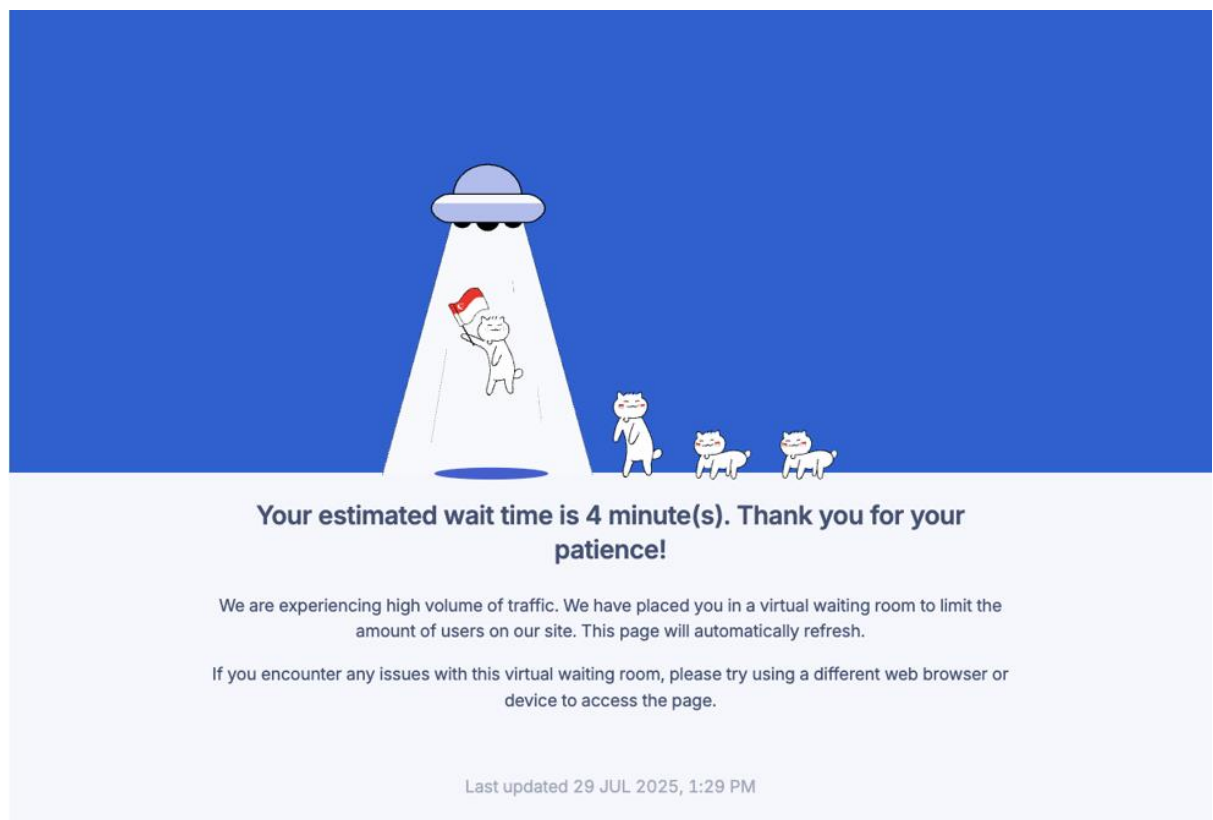 Your estimated wait time is 4 minute(s). Thank you for your
patience!
We are experiencing high volume of traffic. We have placed you in a virtual waiting room to limit the
amount of users on our site. This page will automatically refresh.
If you encounter any issues with this virtual waiting room, please try using a different web browser or
device to access the page.
Last updated 29 JUL 2025, 1:29 PM